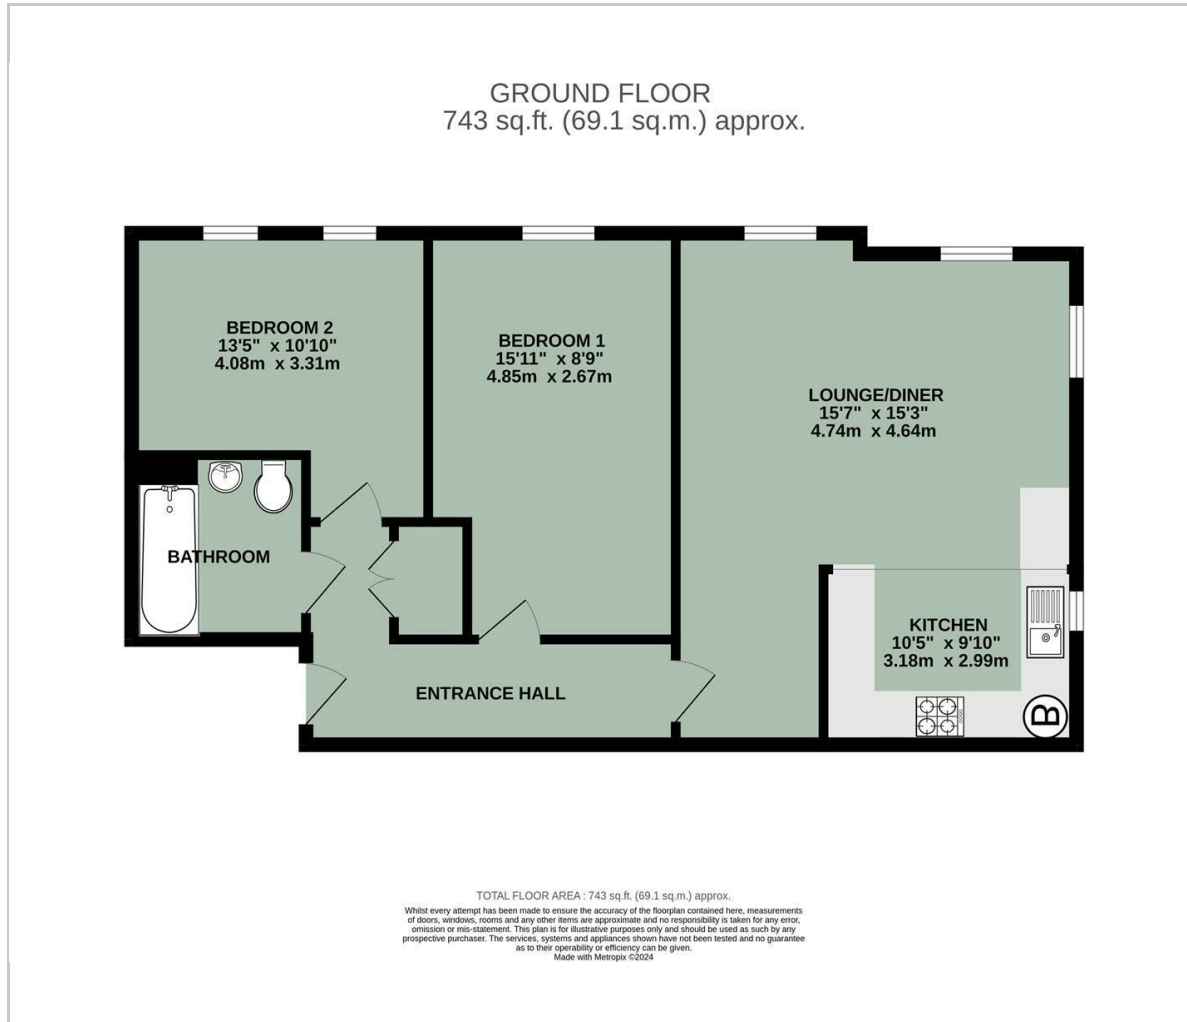 GROUND FLOOR
743 sq.ft. (69.1 sq.m.) approx.
BEDROOM 2
13'5" x 10'10"
4.08m x 3.31m
BEDROOM 1
15'11" x 8'9"
4.85m x 2.67m
LOUNGE/DINER
15'7" x 15'3"
4.74m x 4.64m
BATHROOM
KITCHEN
10'5" x 9'10"
3.18m x 2.99m
ENTRANCE HALL
B
TOTAL FLOOR AREA : 743 sq.ft. (69.1 sq.m.) approx.
Whilst every attempt has been made to ensure the accuracy of the floorplan contained here, measurements
of doors, windows, rooms and any other items are approximate and no responsibility is taken for any error,
omission or mis-statement. This plan is for illustrative purposes only and should be used as such by any
prospective purchaser. The services, systems and appliances shown have not been tested and no guarantee
as to their operability or efficiency can be given.
Made with Metropix ©2024